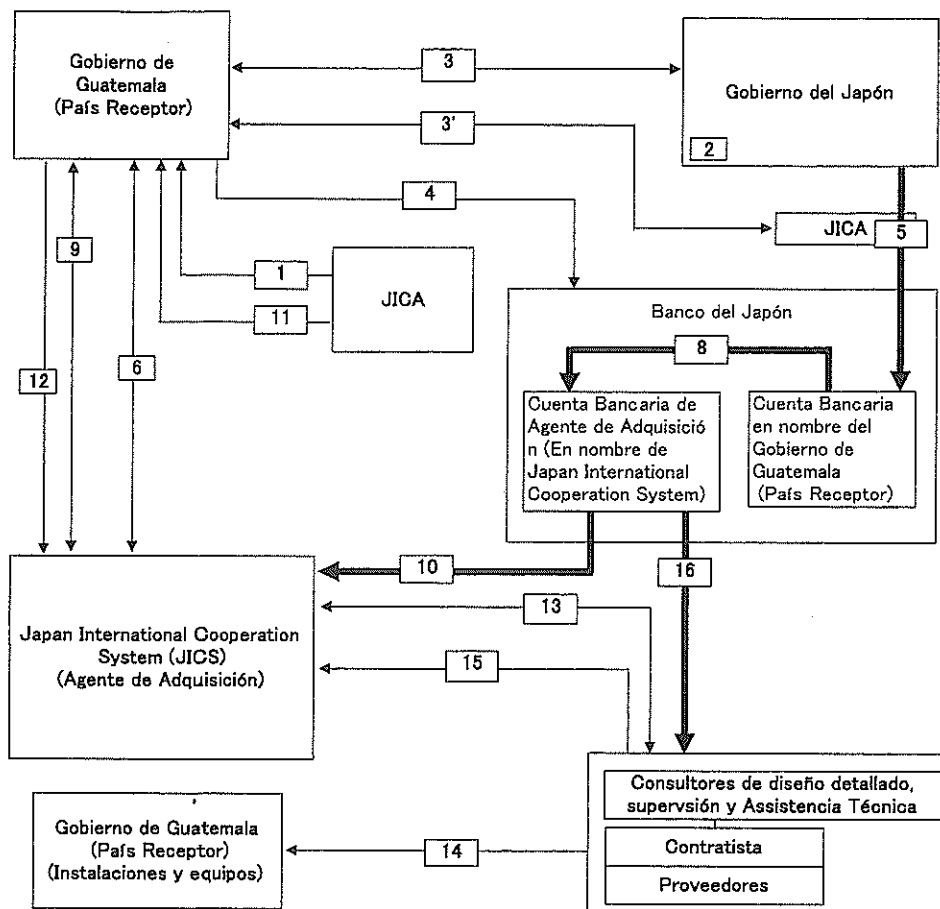 Gobierno de
Guatemala
(País Receptor)
3
Gobierno del Japón
3'
2
4
JICA
5
9
1
JICA
11
Banco del Japón
8
12
6
Cuenta Bancaria de
Agente de Adquisició
n (En nombre de
Japan International
Cooperation System)
Cuenta Bancaria
en nombre del
Gobierno de
Guatemala
(País Receptor)
10
16
13
Japan International Cooperation
System (JICS)
(Agente de Adquisición)
15
Consultores de diseño detallado,
supervsión y Assistencia Técnica
Gobierno de Guatemala
(País Receptor)
(Instalaciones y equipos)
14
Contratista
Proveedores